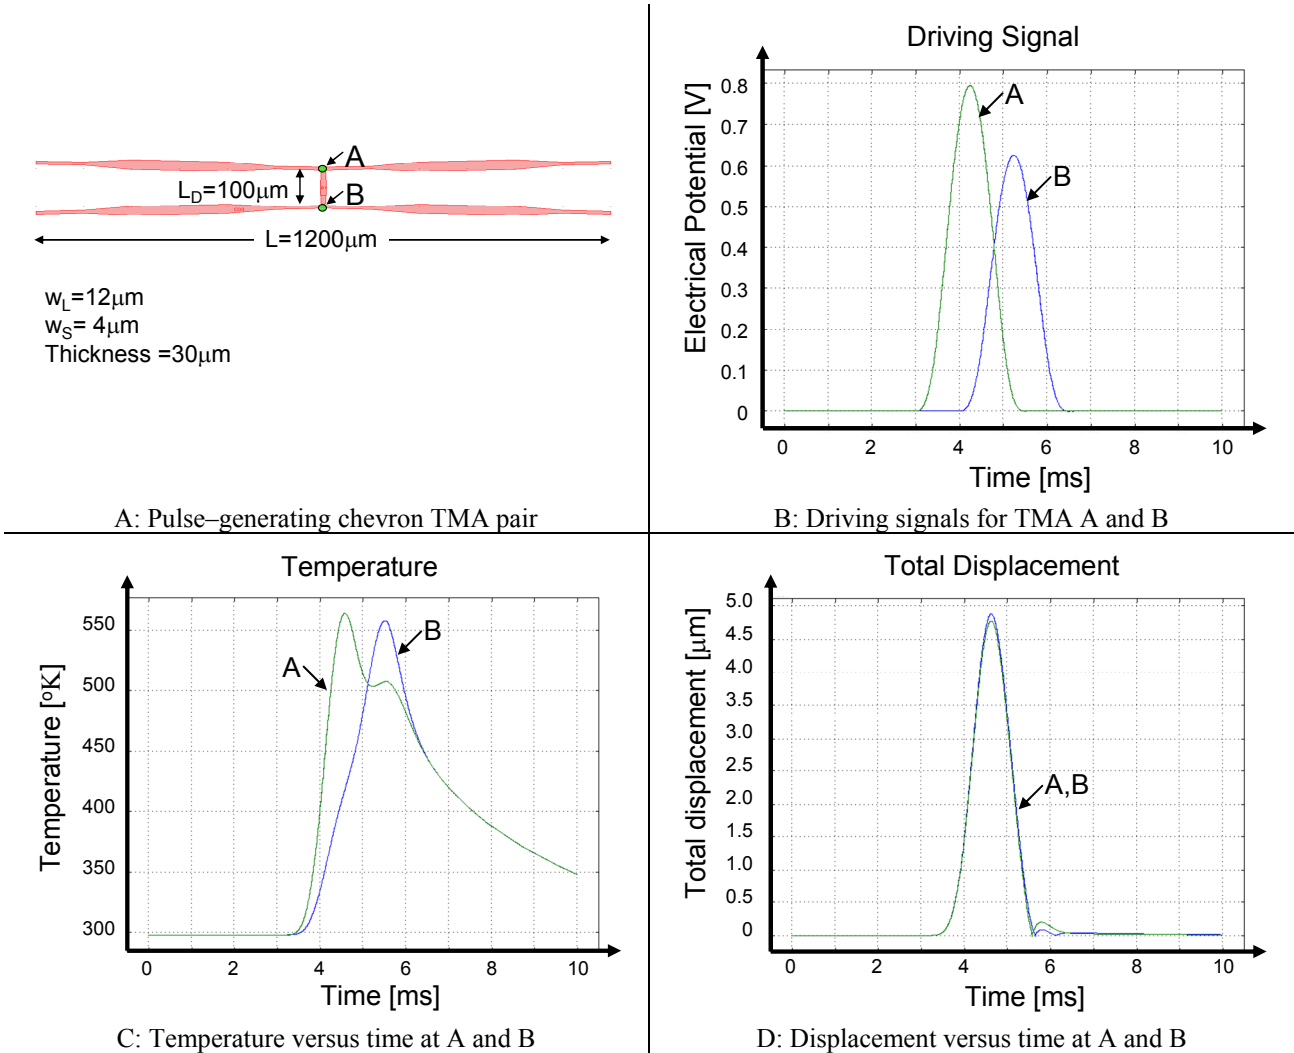 A
L_D=100μm
B
L=1200μm
w_L=12μm
w_S= 4μm
Thickness =30μm
A: Pulse–generating chevron TMA pair
Driving Signal
Electrical Potential [V]
0.8
0.7
0.6
0.5
0.4
0.3
0.2
0.1
0
A
B
0 2 4 6 8 10
Time [ms]
B: Driving signals for TMA A and B
Temperature
Temperature [°K]
550
500
450
400
350
300
A
B
0 2 4 6 8 10
Time [ms]
C: Temperature versus time at A and B
Total Displacement
Total displacement [μm]
5.0
4.5
4.0
3.5
3.0
2.5
2.0
1.5
1.0
0.5
0
A,B
0 2 4 6 8 10
Time [ms]
D: Displacement versus time at A and B